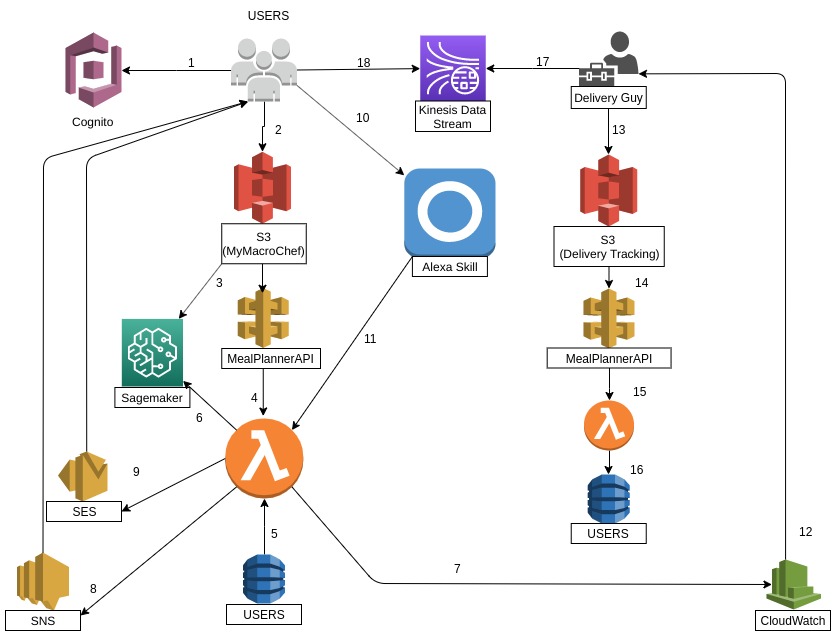 USERS
1
18
17
Cognito
Kinesis Data
Stream
Delivery Guy
10
2
13
S3
(MyMacroChef)
Alexa Skill
S3
(Delivery Tracking)
3
14
MealPlannerAPI
11
MealPlannerAPI
Sagemaker
4
15
6
9
16
SES
5
USERS
12
7
8
SNS
USERS
CloudWatch